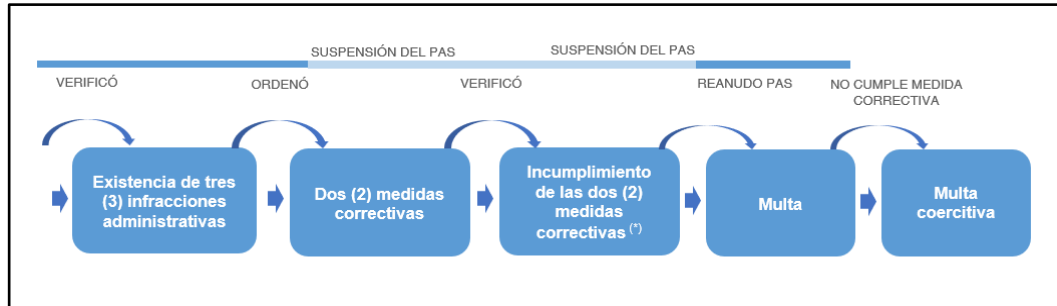 SUSPENSIÓN DEL PAS
SUSPENSIÓN DEL PAS
VERIFICÓ
ORDENÓ
VERIFICÓ
REANUDO PAS
NO CUMPLE MEDIDA
CORRECTIVA
Existencia de tres
(3) infracciones
administrativas
Dos (2) medidas
correctivas
Incumplimiento
de las dos (2)
medidas
correctivas (*)
Multa
Multa
coercitiva